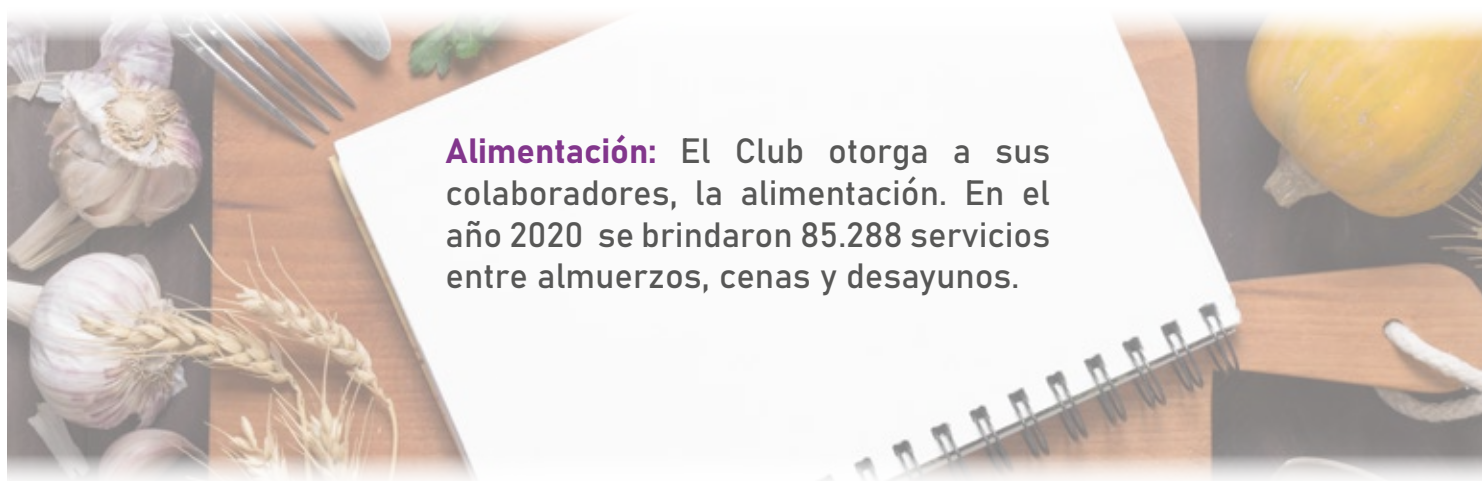 Alimentación: El Club otorga a sus
colaboradores, la alimentación. En el
año 2020 se brindaron 85.288 servicios
entre almuerzos, cenas y desayunos.